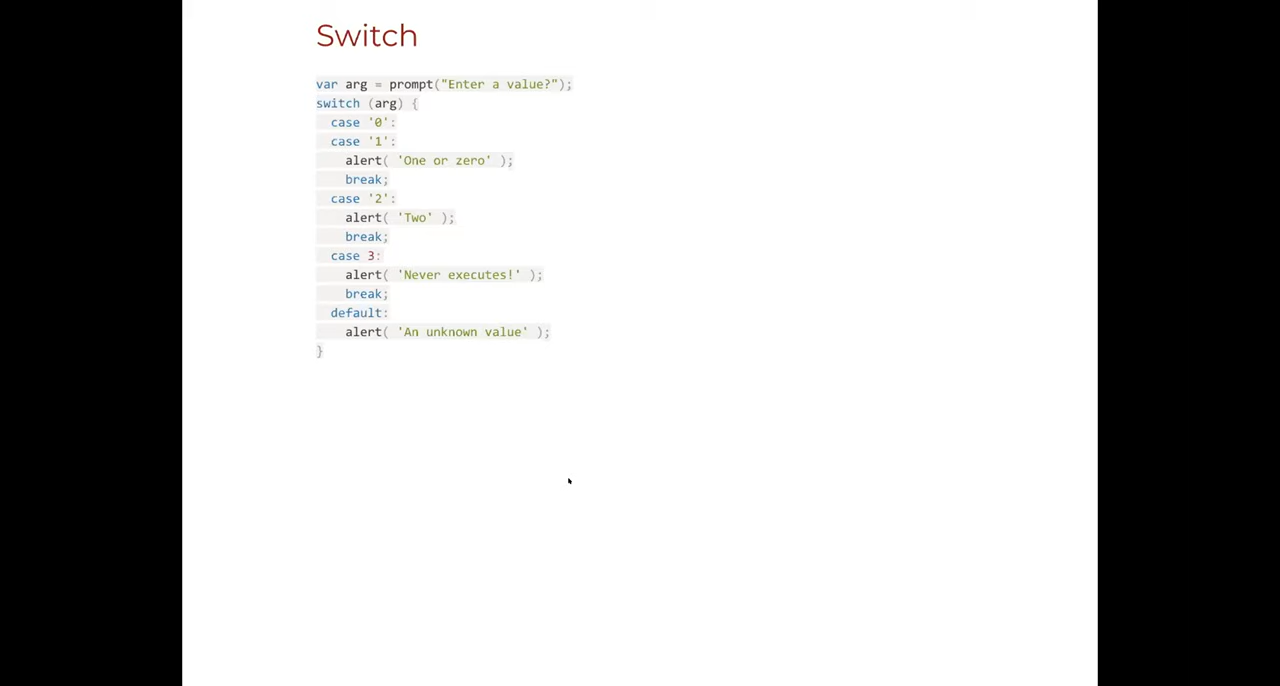 Switch
var arg = prompt("Enter a value?");
switch (arg) {
  case '0':
  case '1':
    alert( 'One or zero' );
    break;
  case '2':
    alert( 'Two' );
    break;
  case 3:
    alert( 'Never executes!' );
    break;
  default:
    alert( 'An unknown value' );
}